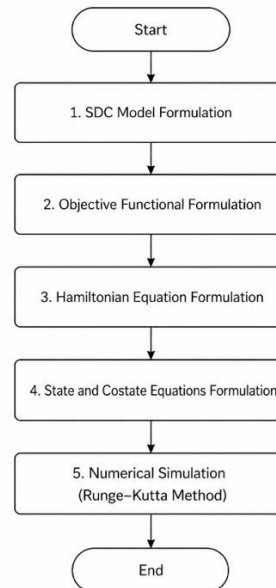 Start
1. SDC Model Formulation
2. Objective Functional Formulation
3. Hamiltonian Equation Formulation
4. State and Costate Equations Formulation
5. Numerical Simulation
(Runge–Kutta Method)
End